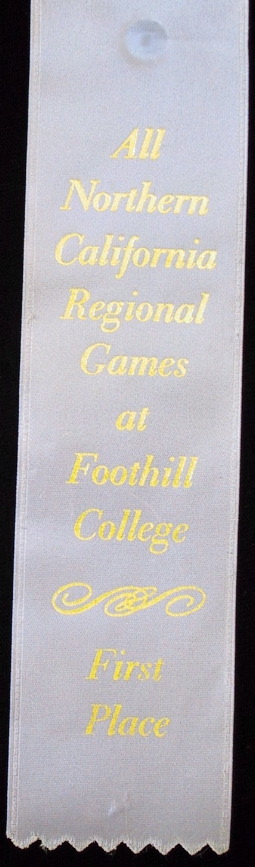 All
Northern
California
Regional
Games
at
Foothill
College
First
Place